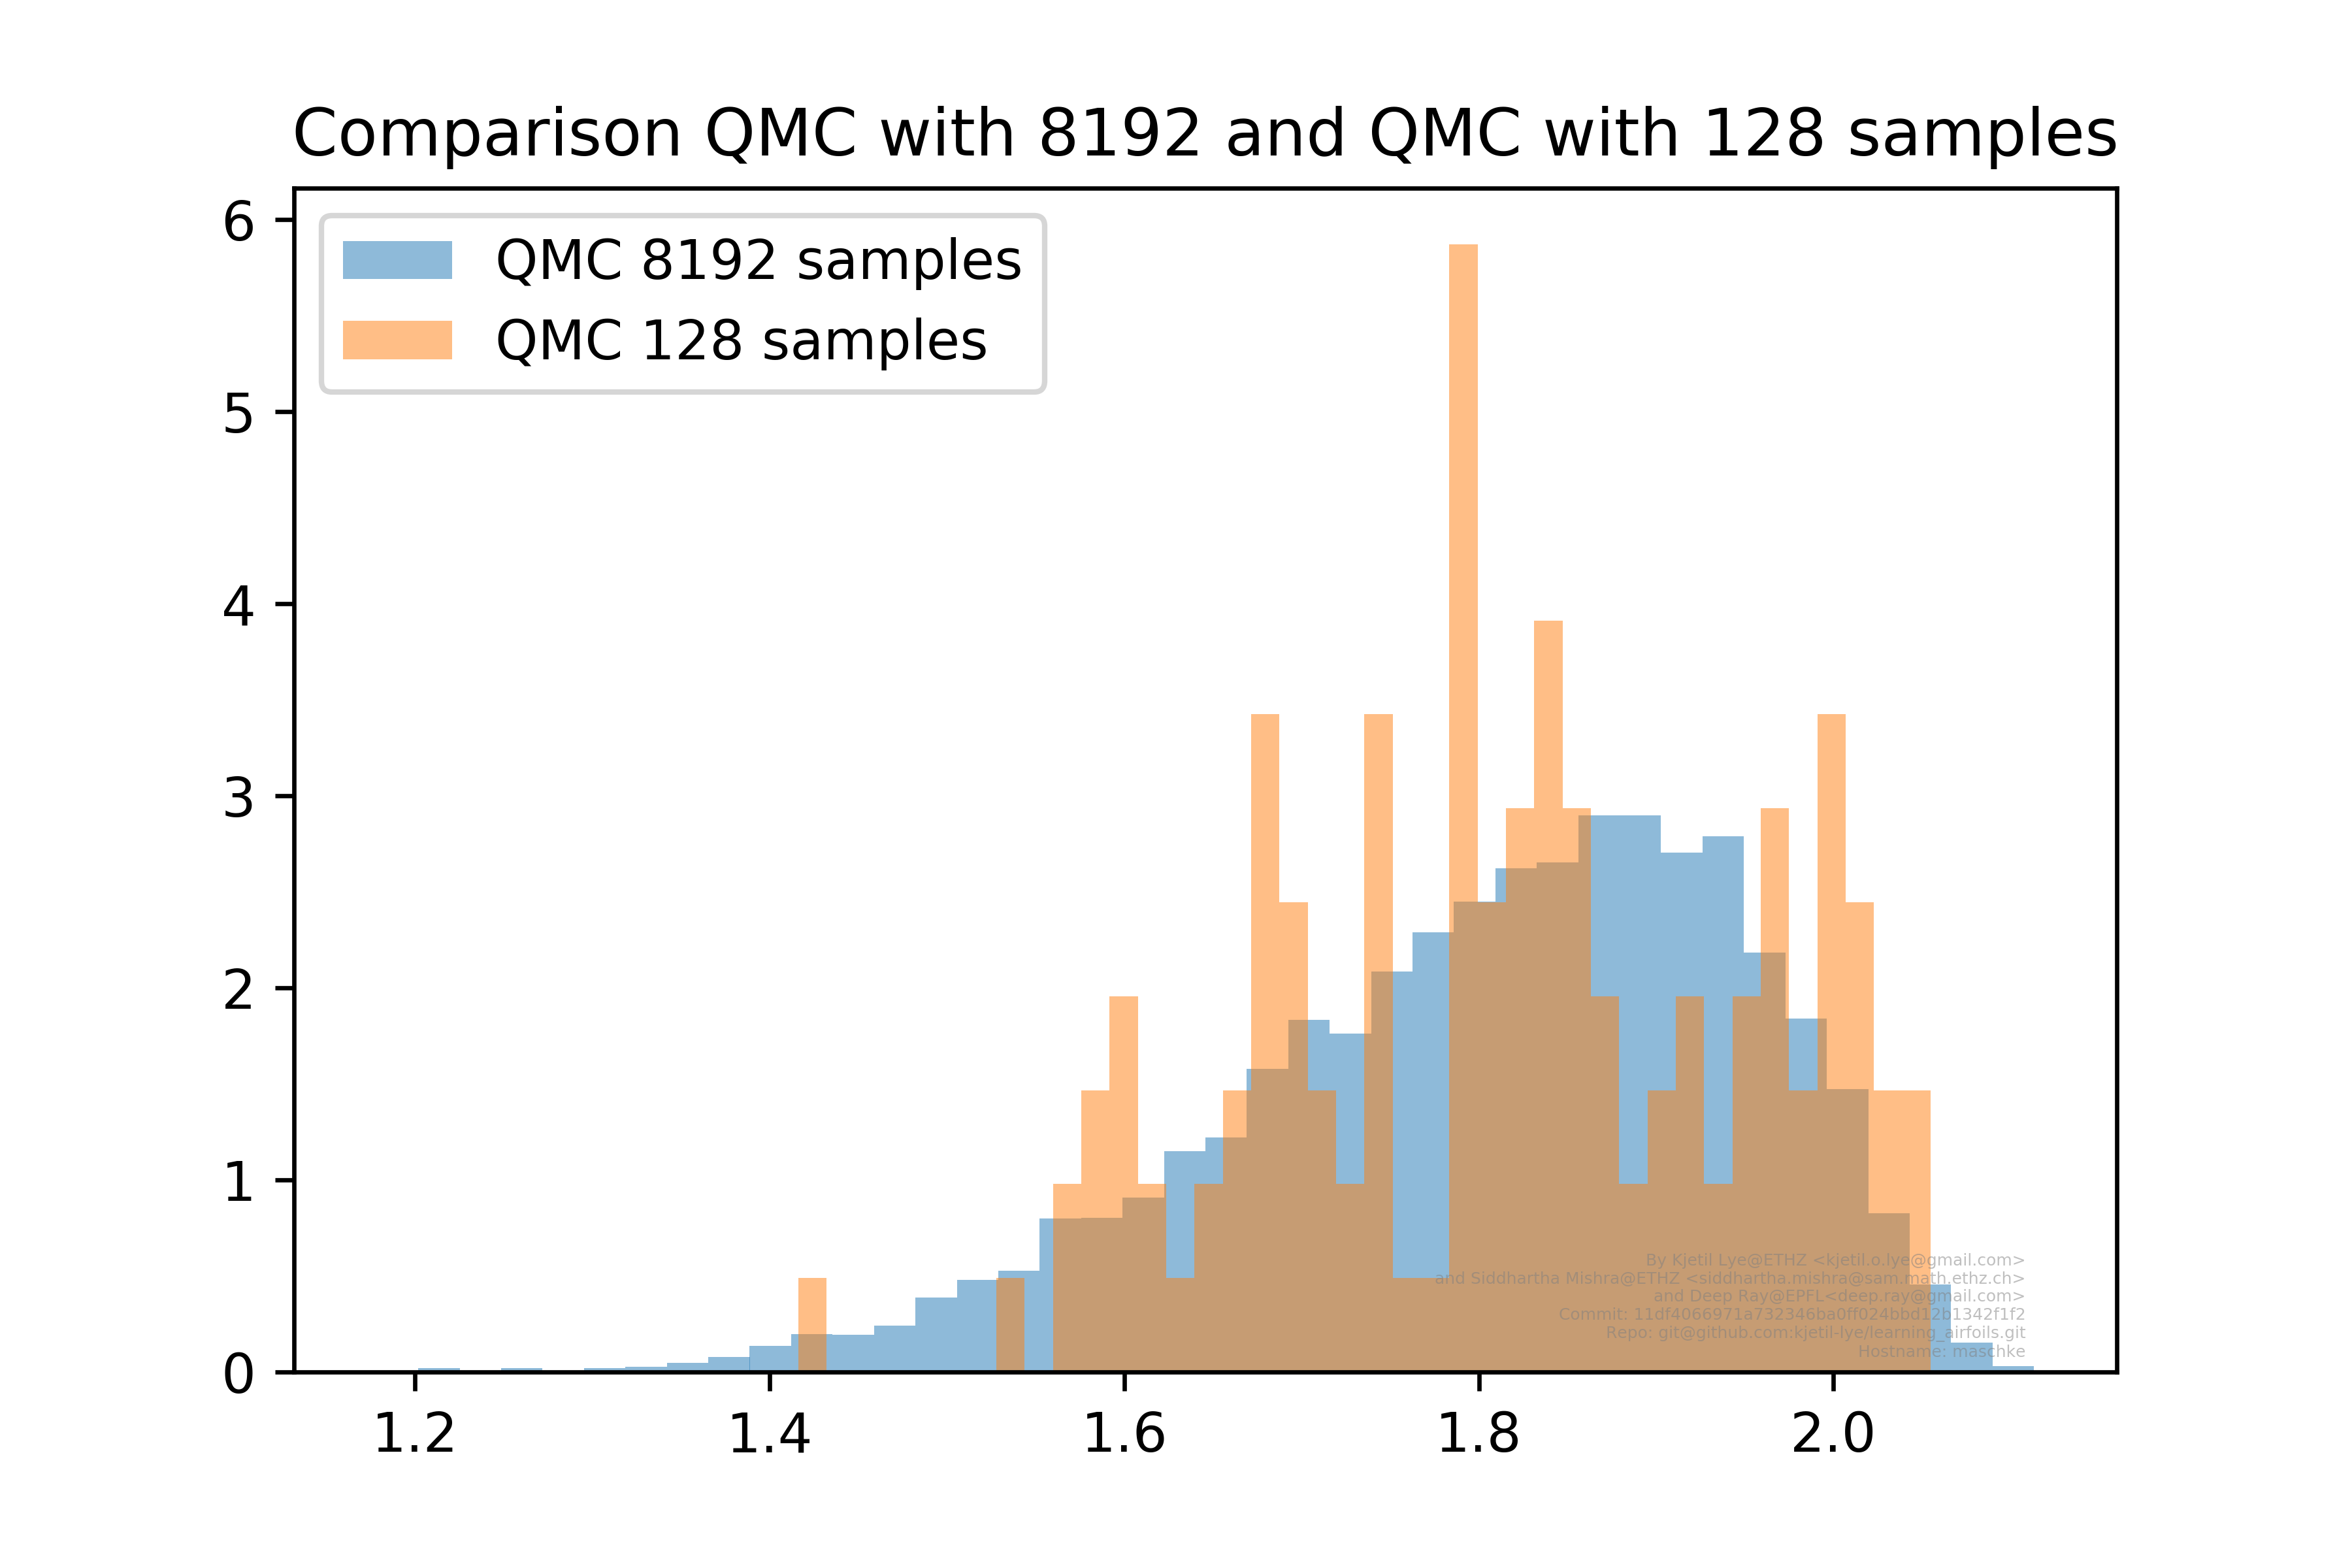 Comparison QMC with 8192 and QMC with 128 samples
6
QMC 8192 samples
QMC 128 samples
5
4
3
2
1
0
By Kjetil Lye@ETHZ <kjetil.o.lye@gmail.com>
and Siddhartha Mishra@ETHZ <siddhartha.mishra@sam.math.ethz.ch>
and Deep Ray@EPFL<deep.ray@gmail.com>
Commit: 11df4066971a732346ba0ff024bbd12b1342f1f2
Repo: git@github.com:kjetil-lye/learning_airfoils.git
Hostname: maschke
1.2 1.4 1.6 1.8 2.0